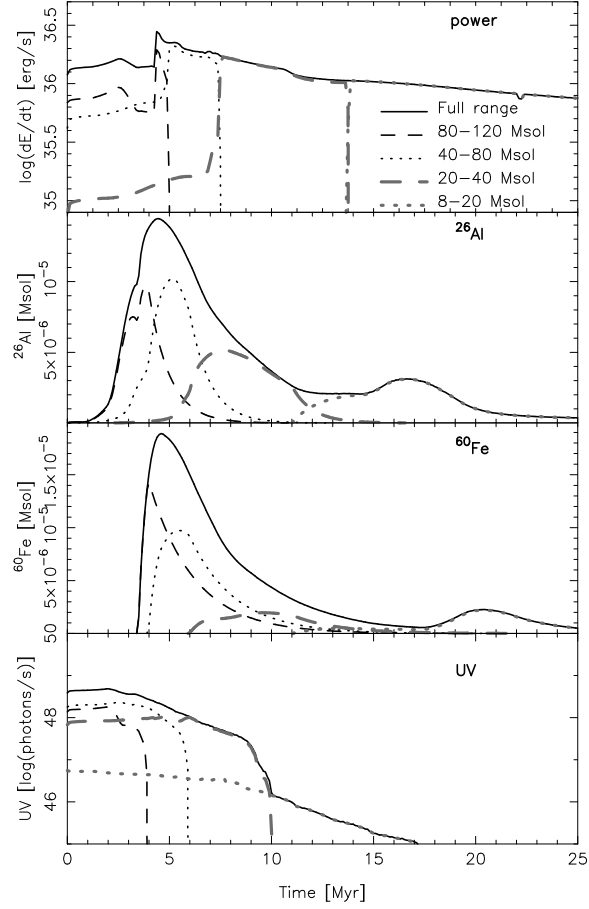 power
36.5
36
35.5
35
log(dE/dt) [erg/s]
Full range
80−120 Msol
40−80 Msol
20−40 Msol
8−20 Msol
²⁶Al
10⁻⁵
5×10⁻⁶
²⁶Al [Msol]
⁶⁰Fe
1.5×10⁻⁵
10⁻⁵
5×10⁻⁶
50
⁶⁰Fe [Msol]
UV
48
46
UV [log(photons/s)]
0 5 10 15 20 25
Time [Myr]